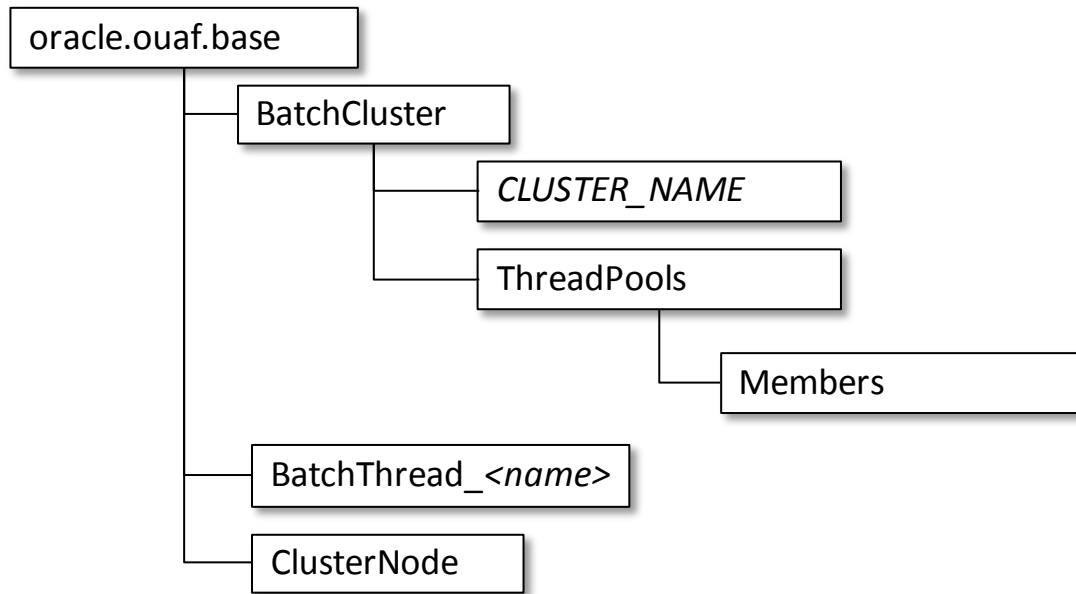 oracle.ouaf.base
BatchCluster
CLUSTER_NAME
ThreadPools
Members
BatchThread_<name>
ClusterNode